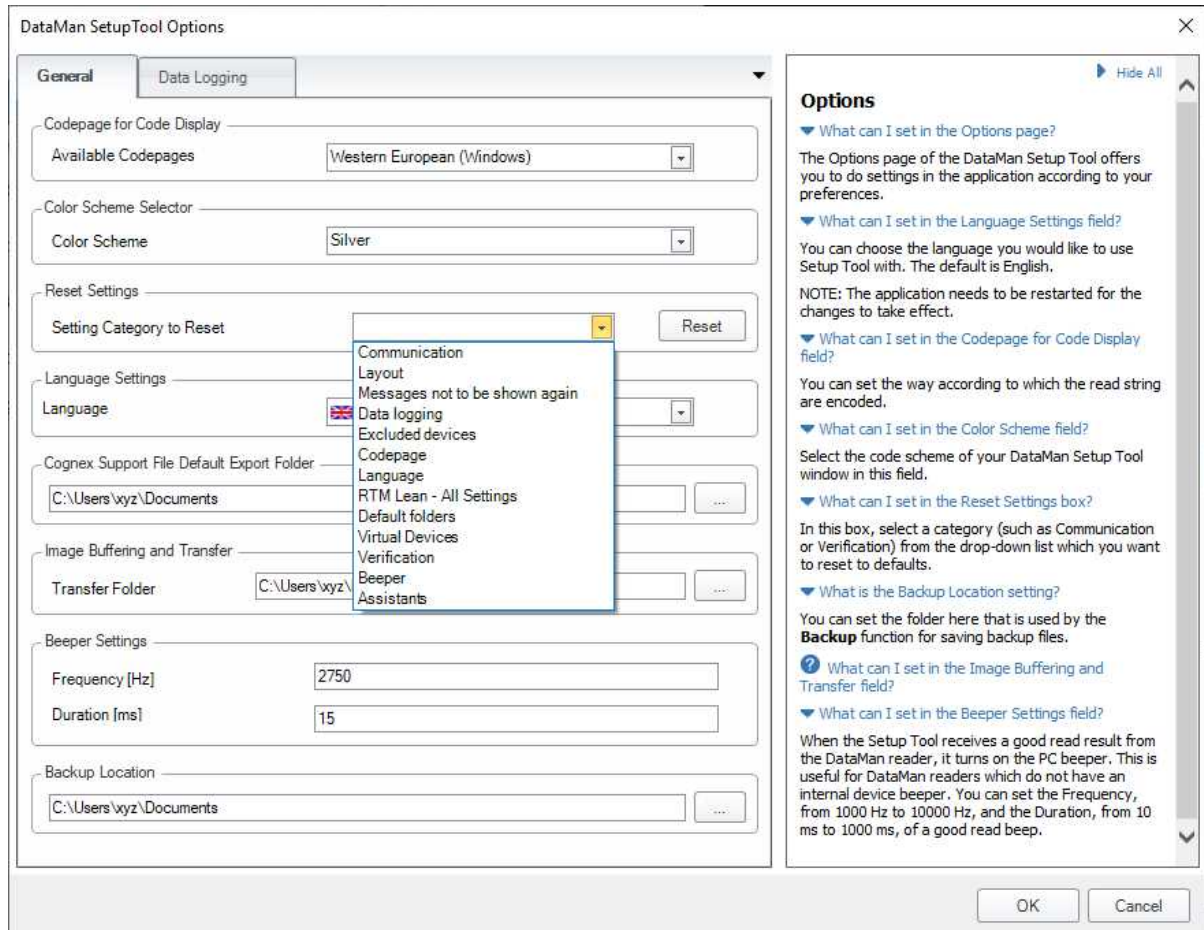 DataMan SetupTool Options
General
Data Logging
Codepage for Code Display
Available Codepages
Western European (Windows)
Color Scheme Selector
Color Scheme
Silver
Reset Settings
Setting Category to Reset
Reset
Communication
Layout
Messages not to be shown again
Data logging
Excluded devices
Codepage
Language
RTM Lean - All Settings
Default folders
Virtual Devices
Verification
Beeper
Assistants
Language Settings
Language
Cognex Support File Default Export Folder
C:\Users\xyz\Documents
...
Image Buffering and Transfer
Transfer Folder
C:\Users\xyz\
...
Beeper Settings
Frequency [Hz]
2750
Duration [ms]
15
Backup Location
C:\Users\xyz\Documents
...
Hide All
Options
What can I set in the Options page?
The Options page of the DataMan Setup Tool offers
you to do settings in the application according to your
preferences.
What can I set in the Language Settings field?
You can choose the language you would like to use
Setup Tool with. The default is English.
NOTE: The application needs to be restarted for the
changes to take effect.
What can I set in the Codepage for Code Display
field?
You can set the way according to which the read string
are encoded.
What can I set in the Color Scheme field?
Select the code scheme of your DataMan Setup Tool
window in this field.
What can I set in the Reset Settings box?
In this box, select a category (such as Communication
or Verification) from the drop-down list which you want
to reset to defaults.
What is the Backup Location setting?
You can set the folder here that is used by the
Backup function for saving backup files.
What can I set in the Image Buffering and
Transfer field?
What can I set in the Beeper Settings field?
When the Setup Tool receives a good read result from
the DataMan reader, it turns on the PC beeper. This is
useful for DataMan readers which do not have an
internal device beeper. You can set the Frequency,
from 1000 Hz to 10000 Hz, and the Duration, from 10
ms to 1000 ms, of a good read beep.
OK
Cancel